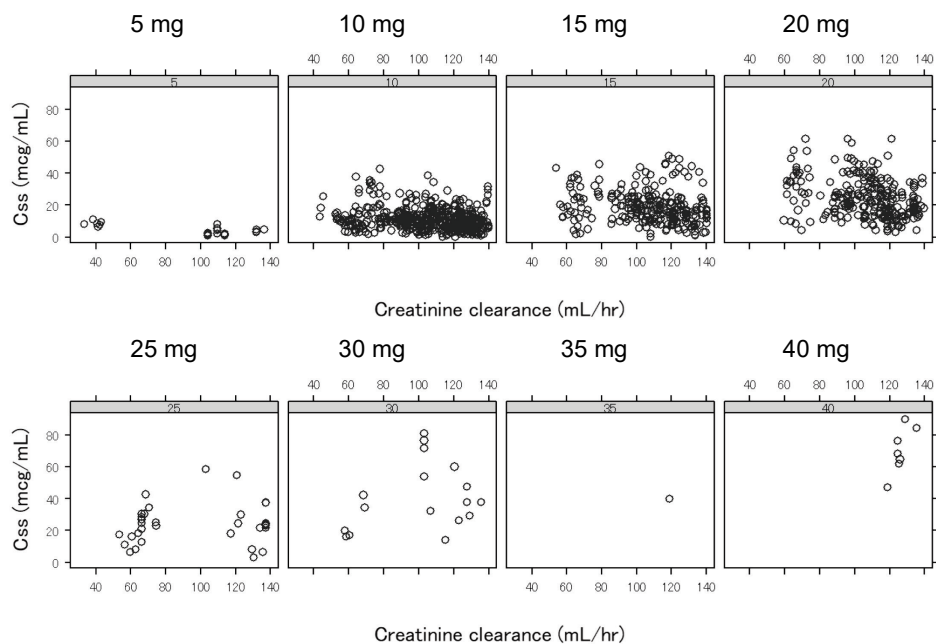 5 mg 10 mg 15 mg 20 mg
40 60 80 100 120 140 40 60 80 100 120 140
5 10 15 20
80
60
40
20
0
Css (mcg/mL)
40 60 80 100 120 140 40 60 80 100 120 140
Creatinine clearance (mL/hr)
25 mg 30 mg 35 mg 40 mg
40 60 80 100 120 140 40 60 80 100 120 140
25 30 35 40
80
60
40
20
0
Css (mcg/mL)
40 60 80 100 120 140 40 60 80 100 120 140
Creatinine clearance (mL/hr)